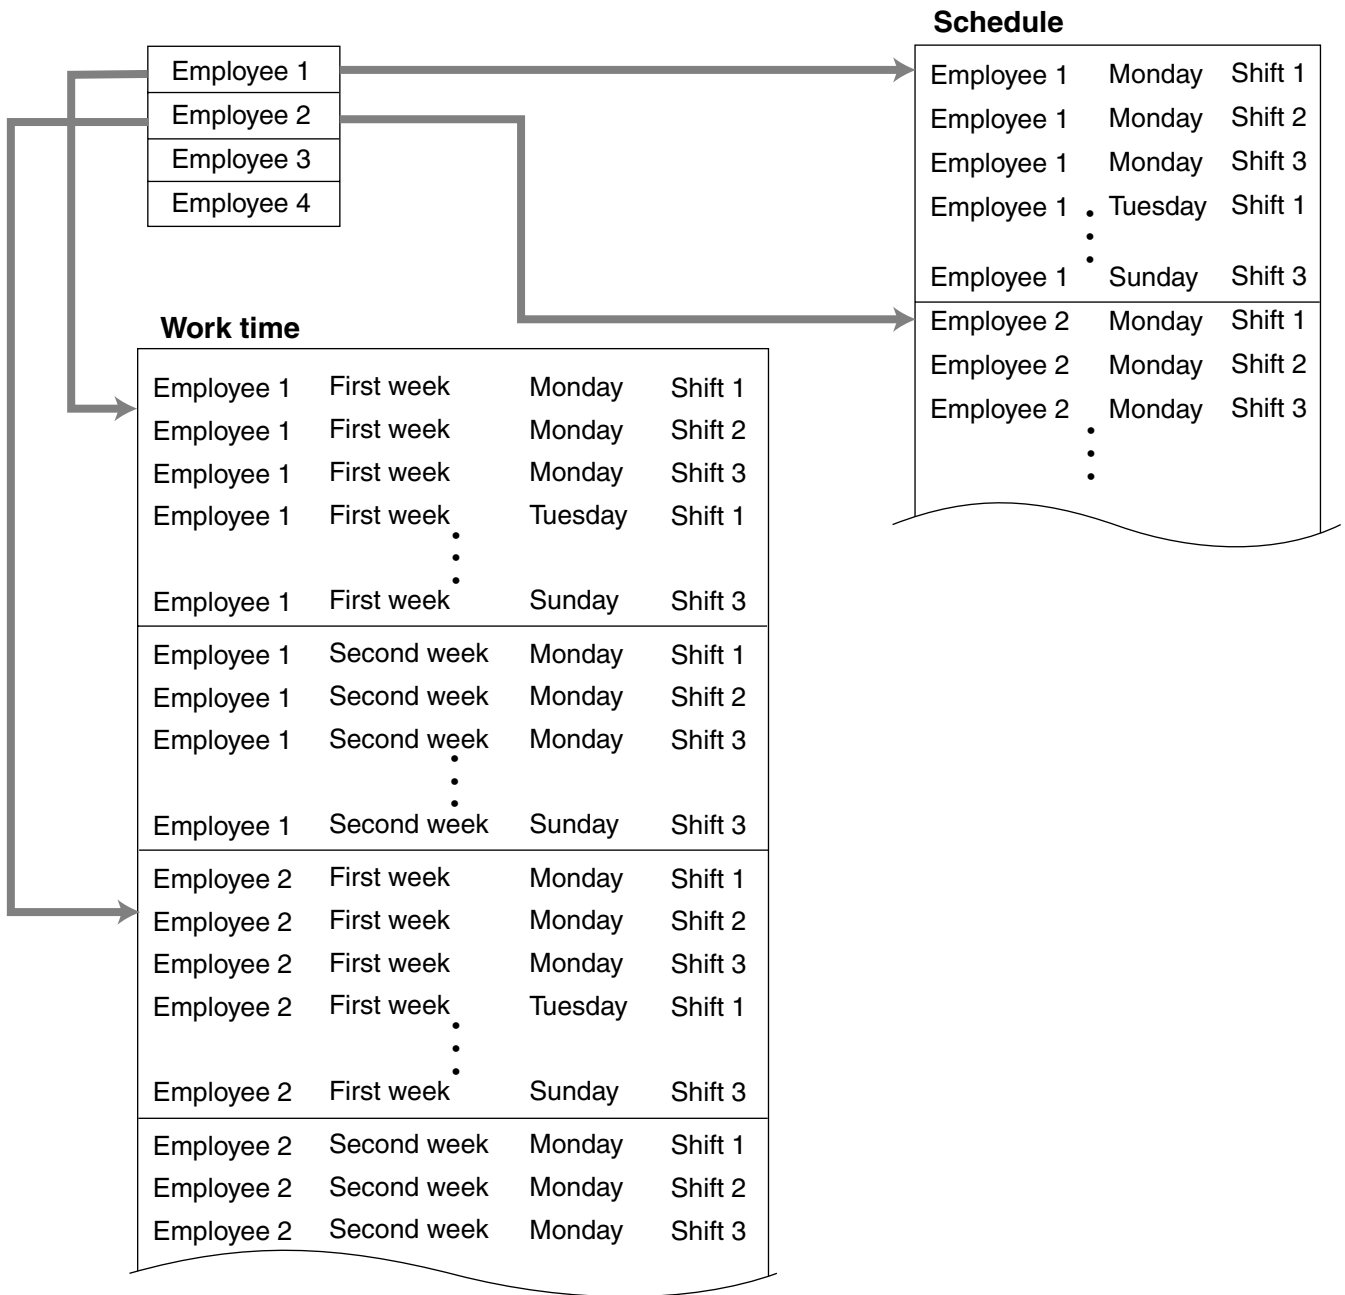 Schedule
Employee 1
Employee 2
Employee 3
Employee 4
Employee 1 Monday Shift 1
Employee 1 Monday Shift 2
Employee 1 Monday Shift 3
Employee 1 Tuesday Shift 1
Employee 1 Sunday Shift 3
Employee 2 Monday Shift 1
Employee 2 Monday Shift 2
Employee 2 Monday Shift 3
Work time
Employee 1 First week Monday Shift 1
Employee 1 First week Monday Shift 2
Employee 1 First week Monday Shift 3
Employee 1 First week Tuesday Shift 1
Employee 1 First week Sunday Shift 3
Employee 1 Second week Monday Shift 1
Employee 1 Second week Monday Shift 2
Employee 1 Second week Monday Shift 3
Employee 1 Second week Sunday Shift 3
Employee 2 First week Monday Shift 1
Employee 2 First week Monday Shift 2
Employee 2 First week Monday Shift 3
Employee 2 First week Tuesday Shift 1
Employee 2 First week Sunday Shift 3
Employee 2 Second week Monday Shift 1
Employee 2 Second week Monday Shift 2
Employee 2 Second week Monday Shift 3